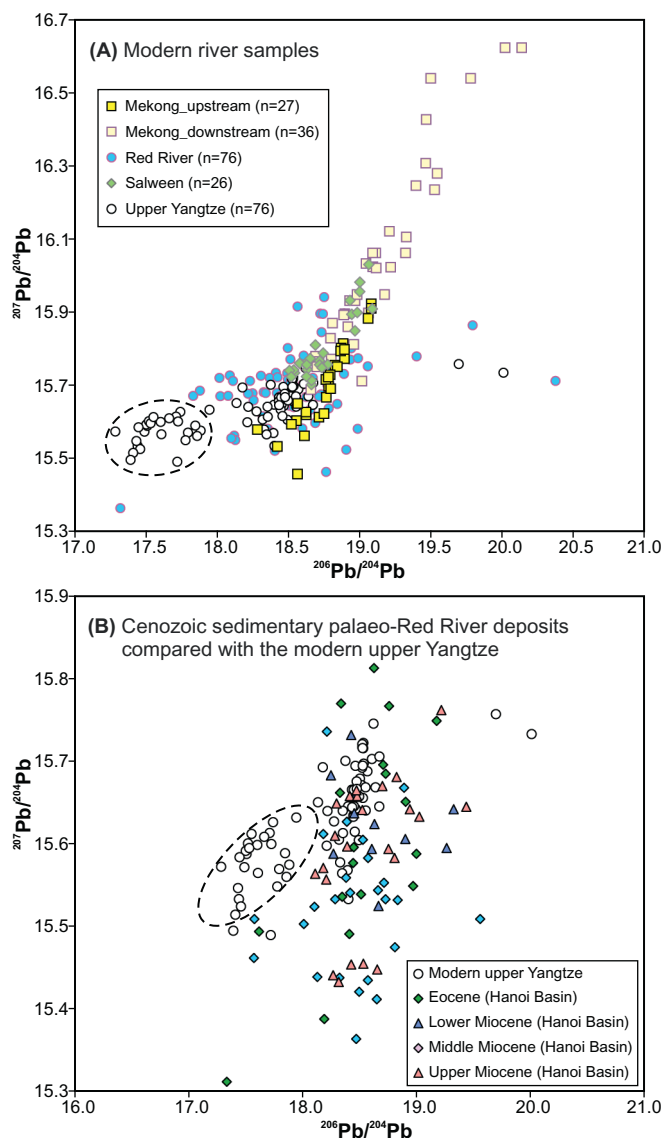 16.7
(A) Modern river samples
16.5
Mekong_upstream (n=27)
Mekong_downstream (n=36)
Red River (n=76)
Salween (n=26)
Upper Yangtze (n=76)
16.3
16.1
²⁰⁷Pb/²⁰⁴Pb
15.9
15.7
15.5
15.3
17.0 17.5 18.0 18.5 19.0 19.5 20.0 20.5 21.0
²⁰⁶Pb/²⁰⁴Pb
15.9
(B) Cenozoic sedimentary palaeo-Red River deposits
compared with the modern upper Yangtze
15.8
15.7
²⁰⁷Pb/²⁰⁴Pb
15.6
15.5
15.4
Modern upper Yangtze
Eocene (Hanoi Basin)
Lower Miocene (Hanoi Basin)
Middle Miocene (Hanoi Basin)
Upper Miocene (Hanoi Basin)
15.3
16.0 17.0 18.0 19.0 20.0 21.0
²⁰⁶Pb/²⁰⁴Pb